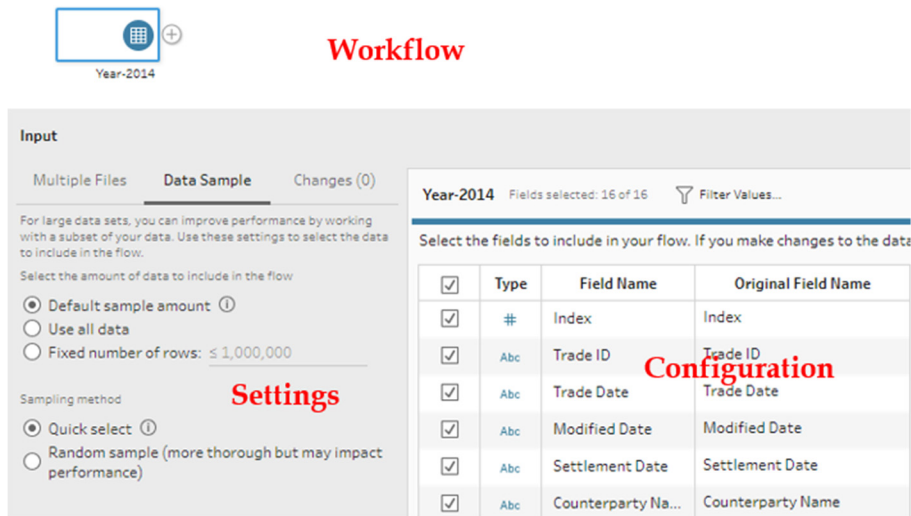 Year-2014
Workflow
Input
Multiple Files Data Sample Changes (0)
For large data sets, you can improve performance by working
with a subset of your data. Use these settings to select the data
to include in the flow.
Select the amount of data to include in the flow
Default sample amount
Use all data
Fixed number of rows: ≤ 1,000,000
Settings
Sampling method
Quick select
Random sample (more thorough but may impact
performance)
Year-2014 Fields selected: 16 of 16 Filter Values...
Select the fields to include in your flow. If you make changes to the data
Type Field Name Original Field Name
# Index Index
Abc Trade ID Trade ID
Configuration
Abc Trade Date Trade Date
Abc Modified Date Modified Date
Abc Settlement Date Settlement Date
Abc Counterparty Na... Counterparty Name